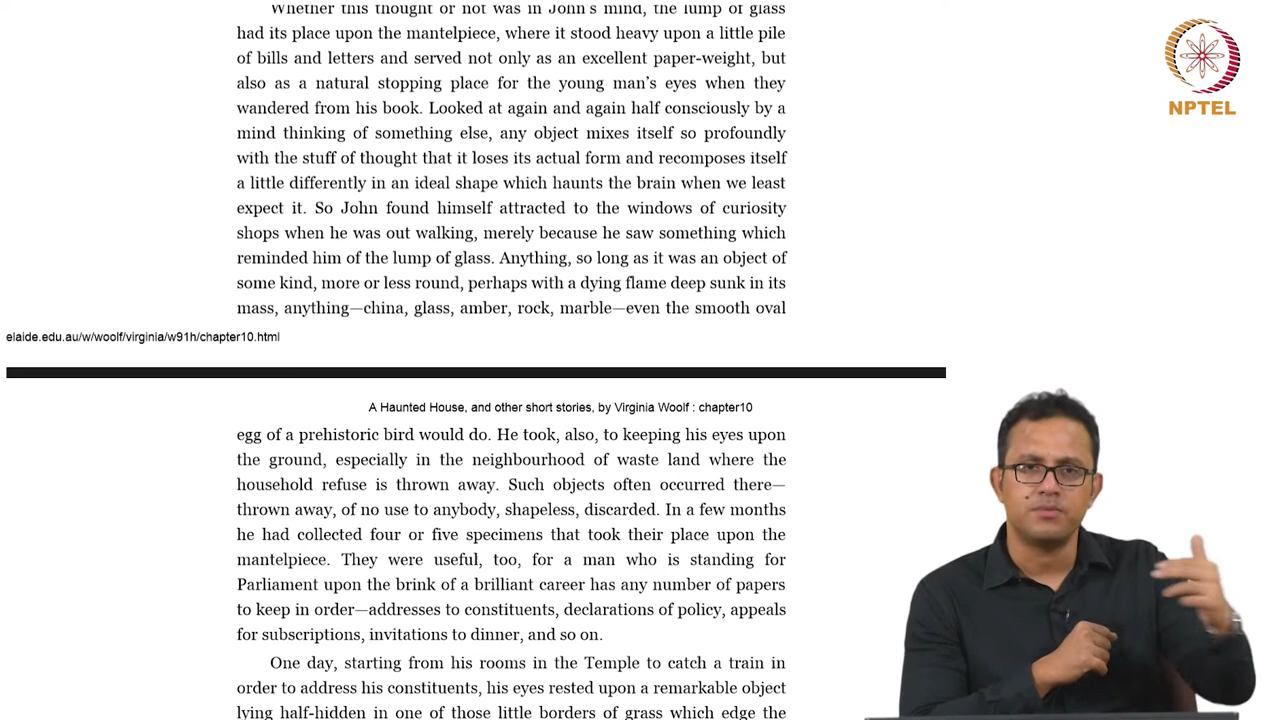 Whether this thought or not was in John's mind, the lump of glass
had its place upon the mantelpiece, where it stood heavy upon a little pile
of bills and letters and served not only as an excellent paper-weight, but
also as a natural stopping place for the young man's eyes when they
wandered from his book. Looked at again and again half consciously by a
mind thinking of something else, any object mixes itself so profoundly
with the stuff of thought that it loses its actual form and recomposes itself
a little differently in an ideal shape which haunts the brain when we least
expect it. So John found himself attracted to the windows of curiosity
shops when he was out walking, merely because he saw something which
reminded him of the lump of glass. Anything, so long as it was an object of
some kind, more or less round, perhaps with a dying flame deep sunk in its
mass, anything—china, glass, amber, rock, marble—even the smooth oval
elaide.edu.au/w/woolf/virginia/w91h/chapter10.html
A Haunted House, and other short stories, by Virginia Woolf : chapter10
egg of a prehistoric bird would do. He took, also, to keeping his eyes upon
the ground, especially in the neighbourhood of waste land where the
household refuse is thrown away. Such objects often occurred there—
thrown away, of no use to anybody, shapeless, discarded. In a few months
he had collected four or five specimens that took their place upon the
mantelpiece. They were useful, too, for a man who is standing for
Parliament upon the brink of a brilliant career has any number of papers
to keep in order—addresses to constituents, declarations of policy, appeals
for subscriptions, invitations to dinner, and so on.
One day, starting from his rooms in the Temple to catch a train in
order to address his constituents, his eyes rested upon a remarkable object
lying half-hidden in one of those little borders of grass which edge the
NPTEL